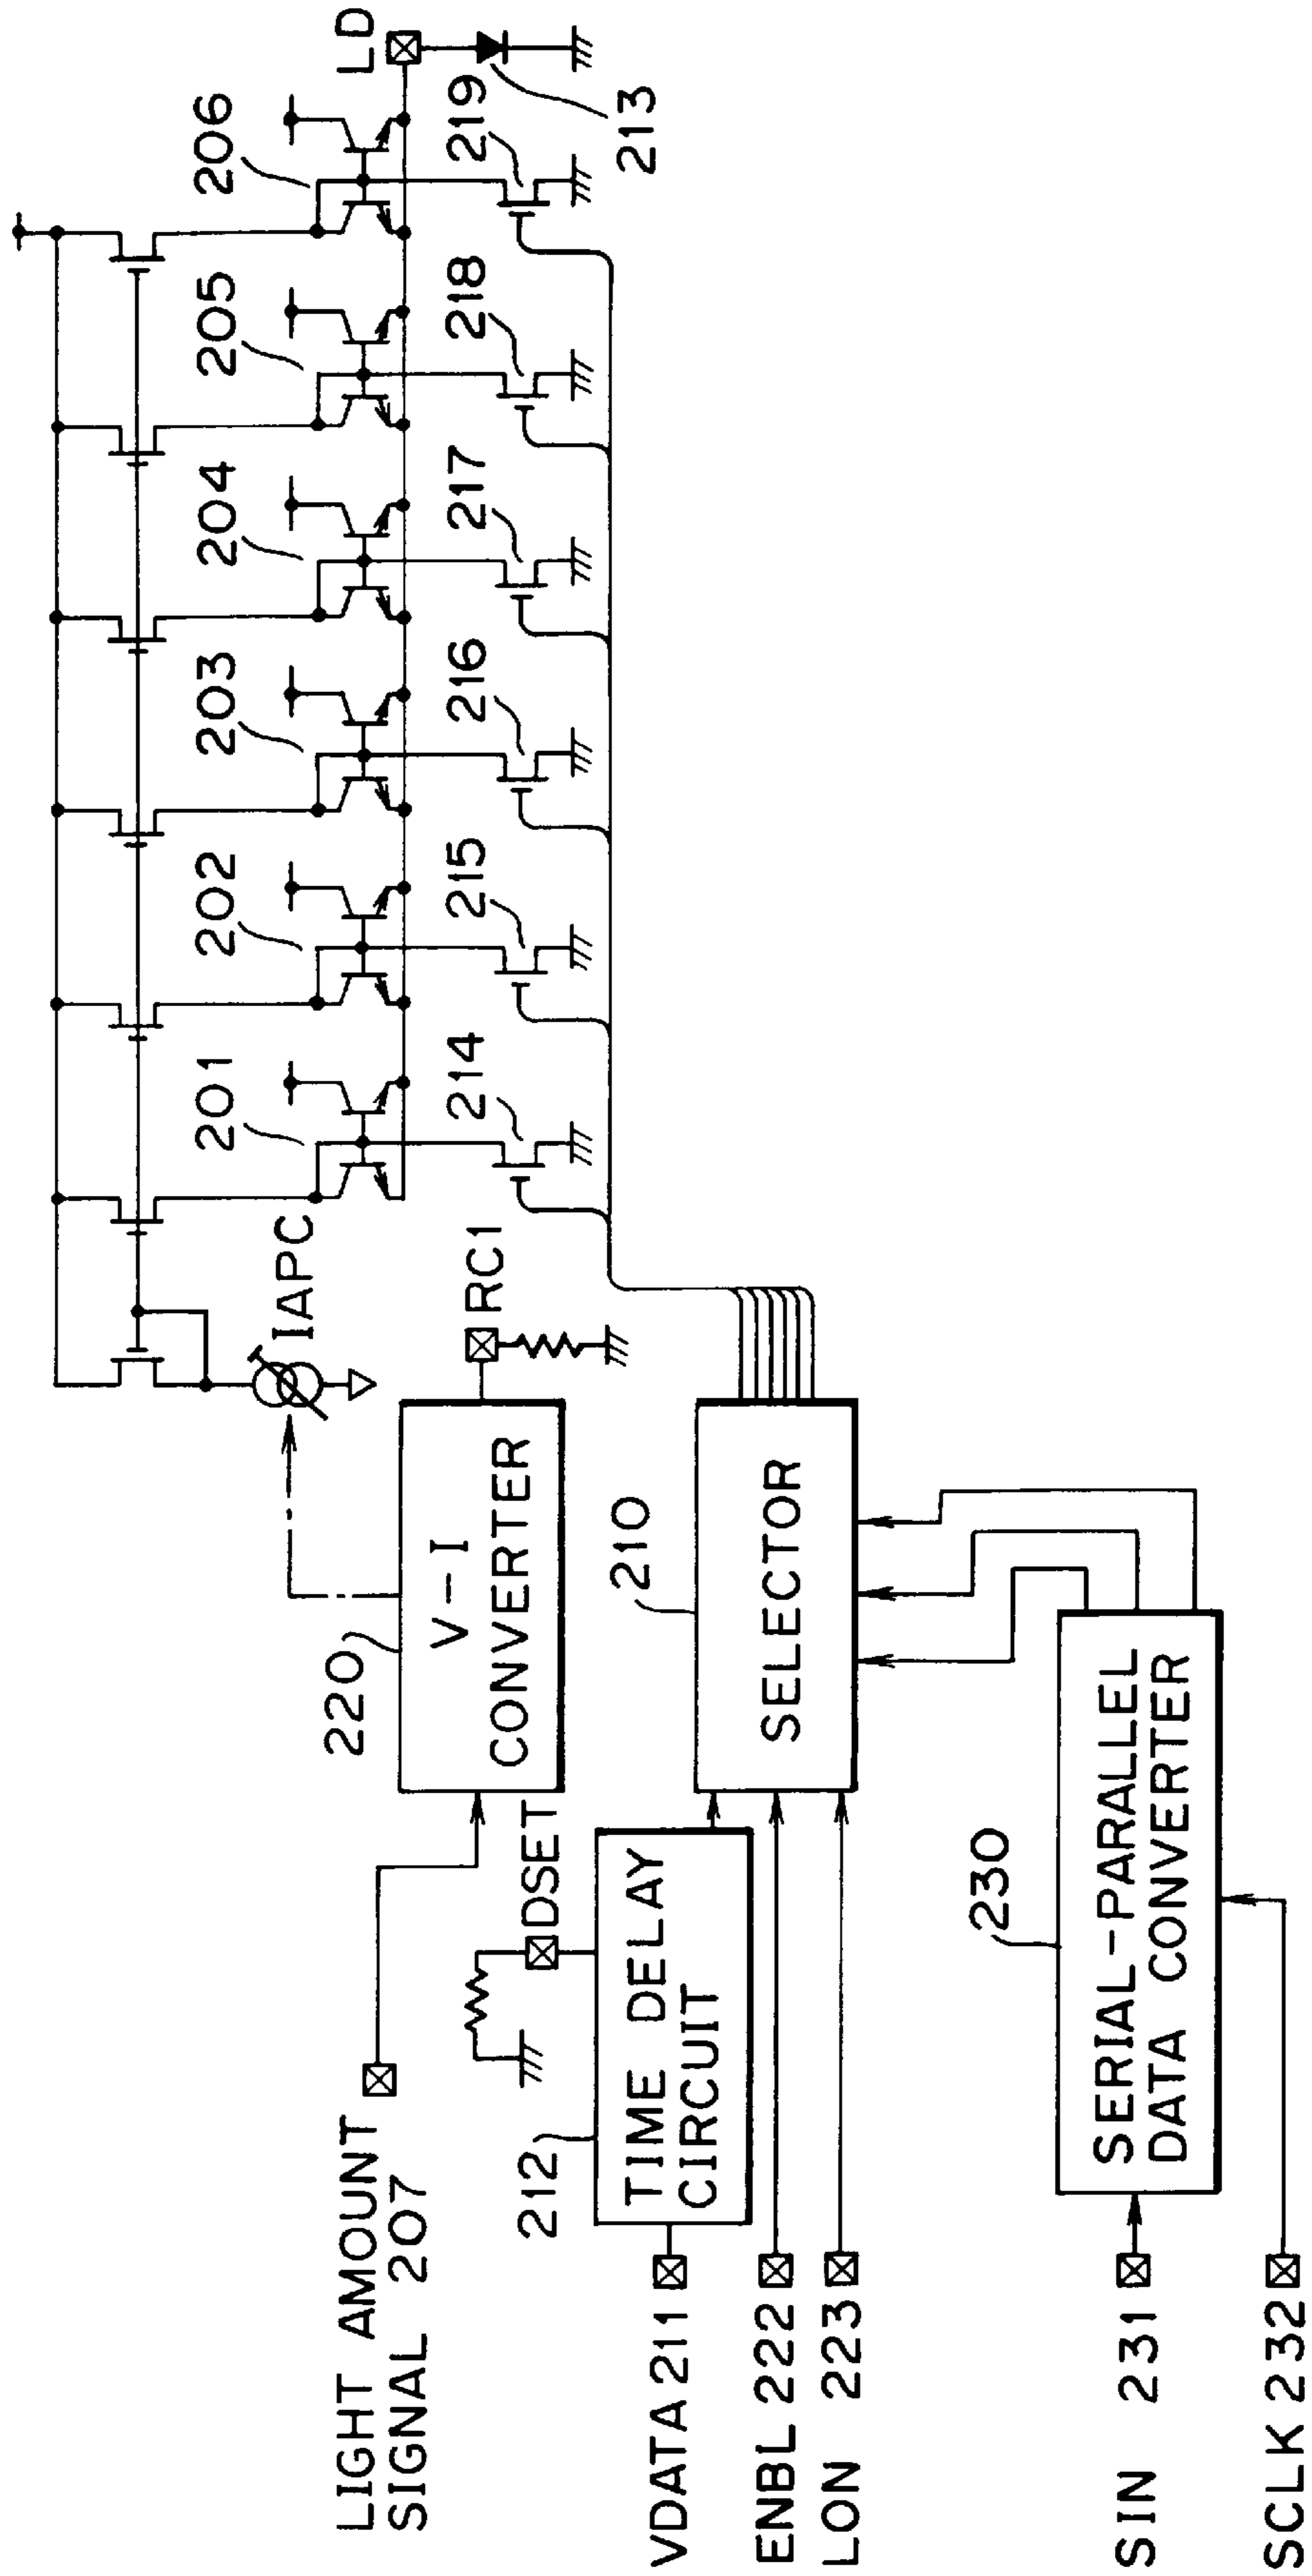 LD
206
205
204
203
202
201
219
218
217
216
215
214
213
IAPC
RC1
220
V-I
CONVERTER
210
SELECTOR
DSET
212
TIME DELAY
CIRCUIT
230
SERIAL-PARALLEL
DATA CONVERTER
LIGHT AMOUNT
SIGNAL 207
VDATA 211
ENBL 222
LON 223
SIN 231
SCLK 232